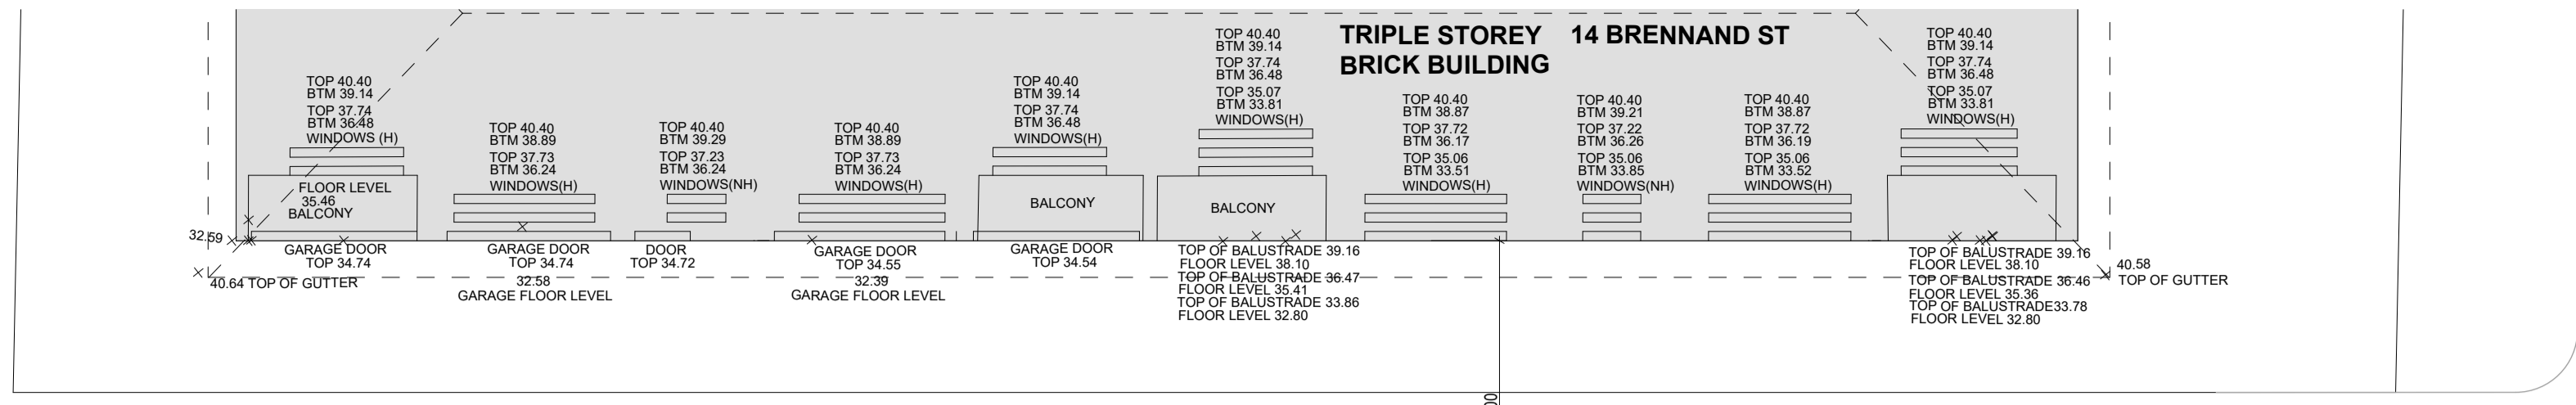 TRIPLE STOREY 14 BRENNAND ST
BRICK BUILDING
TOP 40.40
BTM 39.14
TOP 37.74
BTM 36.48
WINDOWS (H)
FLOOR LEVEL
35.46
BALCONY
TOP 40.40
BTM 38.89
TOP 37.73
BTM 36.24
WINDOWS(H)
TOP 40.40
BTM 39.29
TOP 37.23
BTM 36.24
WINDOWS(NH)
TOP 40.40
BTM 38.89
TOP 37.73
BTM 36.24
WINDOWS(H)
TOP 40.40
BTM 39.14
TOP 37.74
BTM 36.48
WINDOWS(H)
BALCONY
TOP 40.40
BTM 39.14
TOP 37.74
BTM 36.48
TOP 35.07
BTM 33.81
WINDOWS(H)
BALCONY
TOP 40.40
BTM 38.87
TOP 37.72
BTM 36.17
TOP 35.06
BTM 33.51
WINDOWS(H)
TOP 40.40
BTM 39.21
TOP 37.22
BTM 36.26
TOP 35.06
BTM 33.85
WINDOWS(NH)
TOP 40.40
BTM 38.87
TOP 37.72
BTM 36.19
TOP 35.06
BTM 33.52
WINDOWS(H)
TOP 40.40
BTM 39.14
TOP 37.74
BTM 36.48
TOP 35.07
BTM 33.81
WINDOWS(H)
32.59
40.64 TOP OF GUTTER
GARAGE DOOR
TOP 34.74
GARAGE DOOR
TOP 34.74
32.58
GARAGE FLOOR LEVEL
DOOR
TOP 34.72
GARAGE DOOR
TOP 34.55
32.39
GARAGE FLOOR LEVEL
GARAGE DOOR
TOP 34.54
TOP OF BALUSTRADE 39.16
FLOOR LEVEL 38.10
TOP OF BALUSTRADE 36.47
FLOOR LEVEL 35.41
TOP OF BALUSTRADE 33.86
FLOOR LEVEL 32.80
TOP OF BALUSTRADE 39.16
FLOOR LEVEL 38.10
TOP OF BALUSTRADE 36.46
FLOOR LEVEL 35.36
TOP OF BALUSTRADE33.78
FLOOR LEVEL 32.80
40.58
TOP OF GUTTER